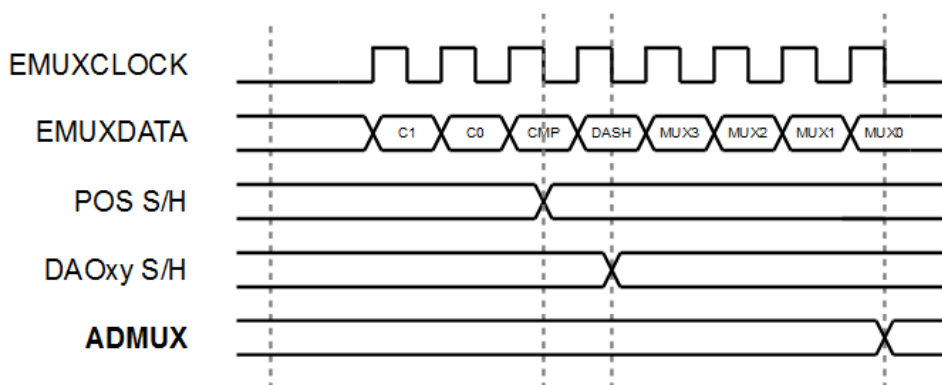 EMUXCLOCK
EMUXDATA C1 C0 CMP DASH MUX3 MUX2 MUX1 MUX0
POS S/H
DAOxy S/H
ADMUX